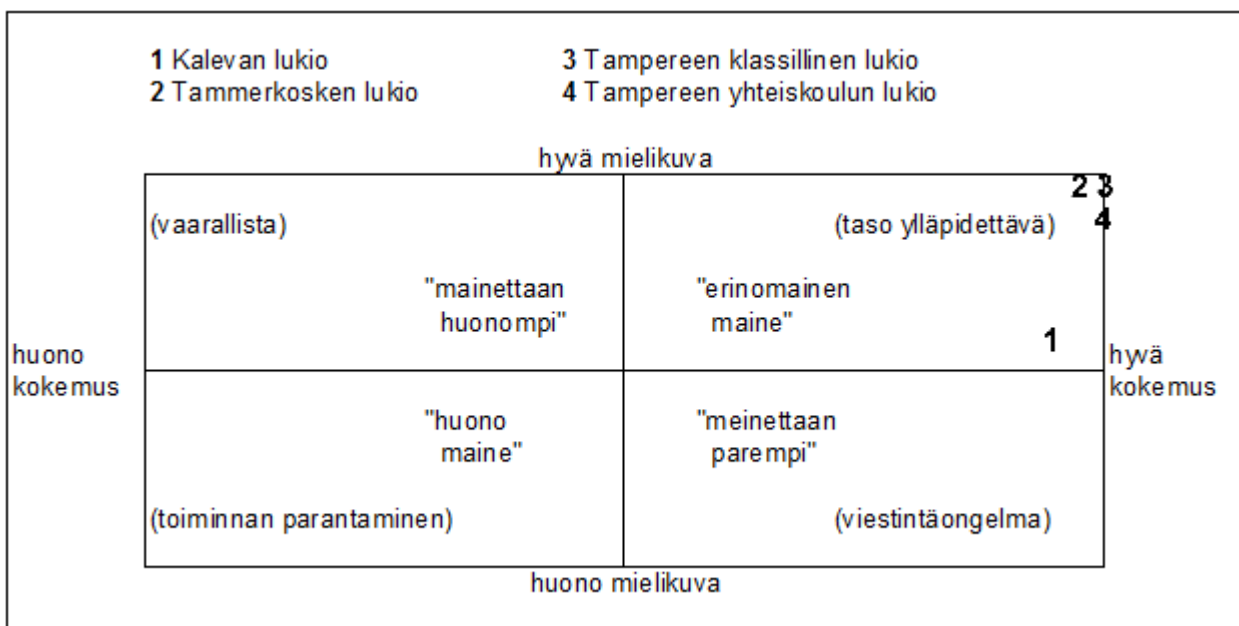 1 Kalevan lukio
3 Tampereen klassillinen lukio
2 Tammerkosken lukio
4 Tampereen yhteiskoulun lukio
hyvä mielikuva
2 3
(vaarallista)
(taso ylläpidettävä)
4
"mainettaan
huonompi"
"erinomainen
maine"
1
huono
kokemus
hyvä
kokemus
"huono
maine"
"meinettaan
parempi"
(toiminnan parantaminen)
(viestintäongelma)
huono mielikuva